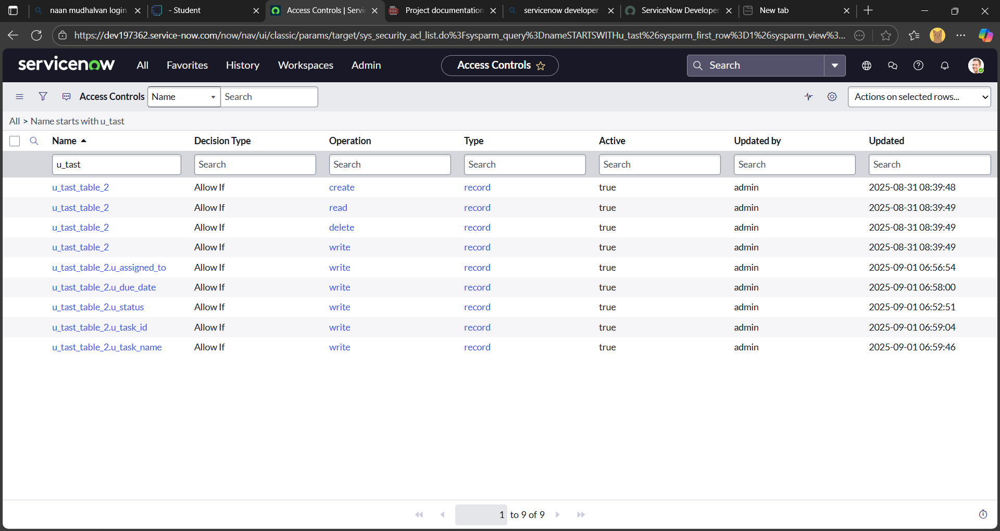 naan mudhalvan login
- Student
Access Controls | Servic
Project documentation
servicenow developer
ServiceNow Developer
New tab
https://dev197362.service-now.com/now/nav/ui/classic/params/target/sys_security_acl_list.do%3Fsysparm_query%3DnameSTARTSWITHu_tast%26sysparm_first_row%3D1%26sysparm_view%3...
servicenow All Favorites History Workspaces Admin Access Controls Search
Access Controls Name Search Actions on selected rows...
All > Name starts with u_tast
Name Decision Type Operation Type Active Updated by Updated
u_tast Search Search Search Search Search Search
u_tast_table_2 Allow If create record true admin 2025-08-31 08:39:48
u_tast_table_2 Allow If read record true admin 2025-08-31 08:39:49
u_tast_table_2 Allow If delete record true admin 2025-08-31 08:39:49
u_tast_table_2 Allow If write record true admin 2025-08-31 08:39:49
u_tast_table_2.u_assigned_to Allow If write record true admin 2025-09-01 06:56:54
u_tast_table_2.u_due_date Allow If write record true admin 2025-09-01 06:58:00
u_tast_table_2.u_status Allow If write record true admin 2025-09-01 06:52:51
u_tast_table_2.u_task_id Allow If write record true admin 2025-09-01 06:59:04
u_tast_table_2.u_task_name Allow If write record true admin 2025-09-01 06:59:46
1 to 9 of 9